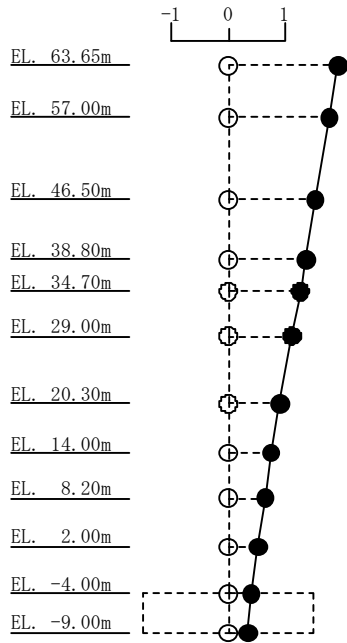 -1 0 1
EL. 63.65m
EL. 57.00m
EL. 46.50m
EL. 38.80m
EL. 34.70m
EL. 29.00m
EL. 20.30m
EL. 14.00m
EL. 8.20m
EL. 2.00m
EL. -4.00m
EL. -9.00m